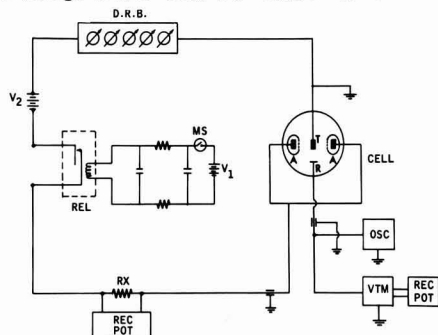 D.R.B.
V2
MS
V1
REL
T
A
A
R
CELL
OSC
RX
REC
POT
VTM
REC
POT